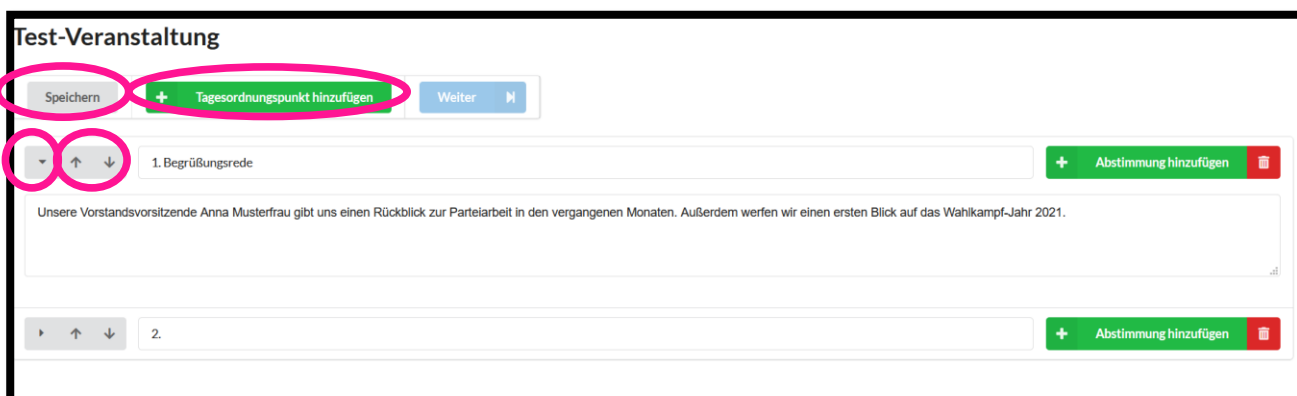 Test-Veranstaltung
Speichern Tagesordnungspunkt hinzufügen Weiter
1. Begrüßungsrede Abstimmung hinzufügen
Unsere Vorstandsvorsitzende Anna Musterfrau gibt uns einen Rückblick zur Parteiarbeit in den vergangenen Monaten. Außerdem werfen wir einen ersten Blick auf das Wahlkampf-Jahr 2021.
2. Abstimmung hinzufügen